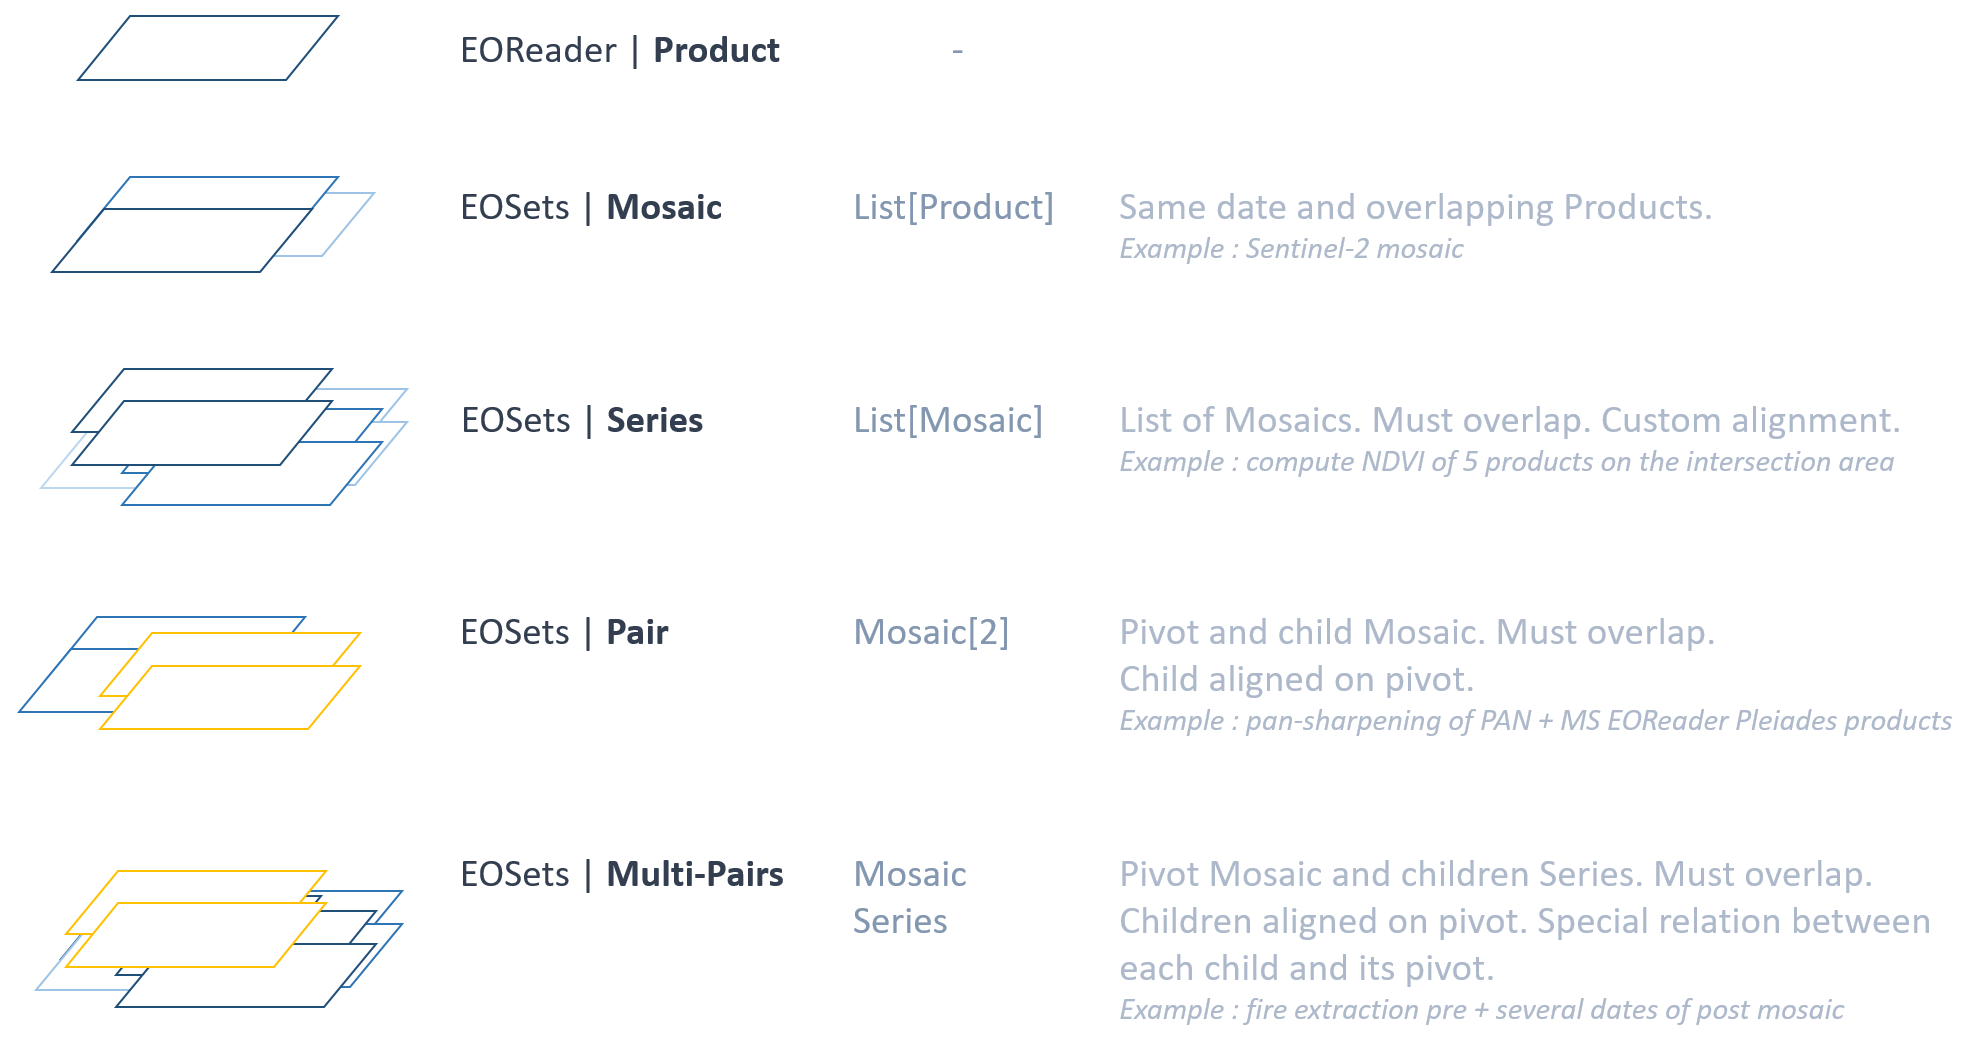 EOReader | Product -
EOSets | Mosaic List[Product] Same date and overlapping Products.
Example : Sentinel-2 mosaic
EOSets | Series List[Mosaic] List of Mosaics. Must overlap. Custom alignment.
Example : compute NDVI of 5 products on the intersection area
EOSets | Pair Mosaic[2] Pivot and child Mosaic. Must overlap.
Child aligned on pivot.
Example : pan-sharpening of PAN + MS EOReader Pleiades products
EOSets | Multi-Pairs Mosaic Pivot Mosaic and children Series. Must overlap.
Series Children aligned on pivot. Special relation between
each child and its pivot.
Example : fire extraction pre + several dates of post mosaic